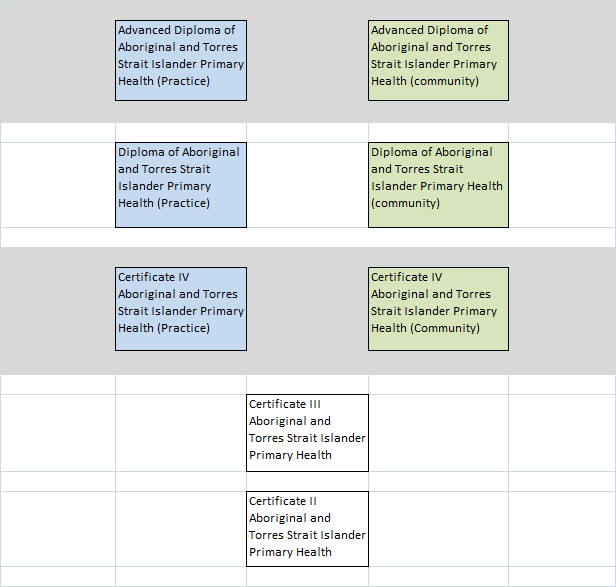 Advanced Diploma of
Aboriginal and Torres
Strait Islander Primary
Health (Practice)
Advanced Diploma of
Aboriginal and Torres
Strait Islander Primary
Health (community)
Diploma of Aboriginal
and Torres Strait
Islander Primary
Health (Practice)
Diploma of Aboriginal
and Torres Strait
Islander Primary Health
(community)
Certificate IV
Aboriginal and Torres
Strait Islander Primary
Health (Practice)
Certificate IV
Aboriginal and Torres
Strait Islander Primary
Health (Community)
Certificate III
Aboriginal and
Torres Strait Islander
Primary Health
Certificate II
Aboriginal and
Torres Strait Islander
Primary Health